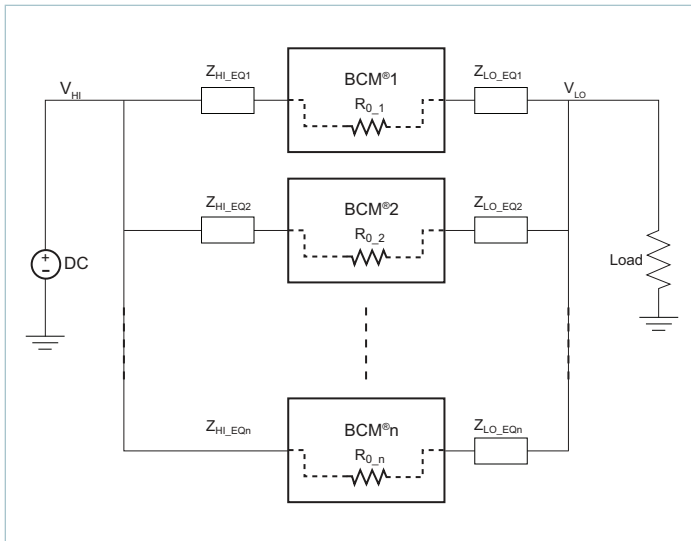 Z_HI_EQ1 BCM®1 Z_LO_EQ1
V_HI R_0_1 V_LO
Z_HI_EQ2 BCM®2 Z_LO_EQ2
R_0_2
+
- DC Load
Z_HI_EQn BCM®n Z_LO_EQn
R_0_n